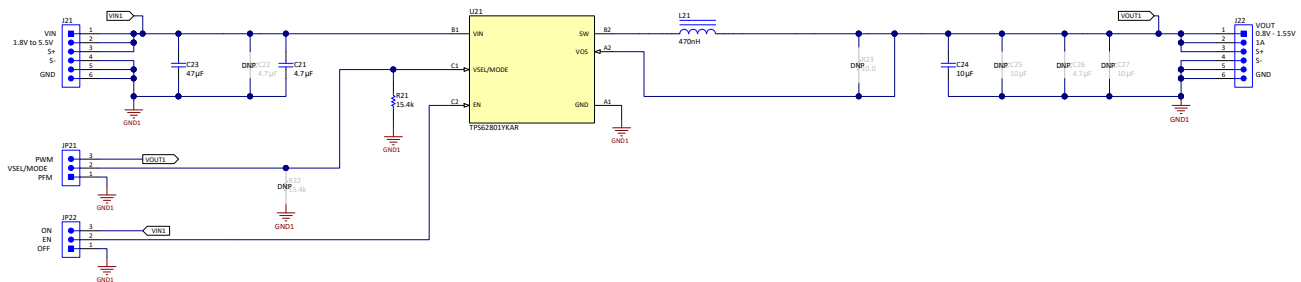 J21
VIN
1.8V to 5.5V
S+
S-
GND
1
2
3
4
5
6
VIN1
GND1
C23
47µF
DNP
C22
4.7µF
C21
4.7µF
R21
15.4k
GND1
U21
B1
VIN
C1
VSEL/MODE
C2
EN
SW
B2
VOS
A2
GND
A1
TPS62801YKAR
GND1
L21
470nH
DNP
R23
C24
10µF
DNP
C25
10µF
DNP
C26
4.7µF
DNP
C27
10µF
VOUT1
GND1
J22
1
2
3
4
5
6
VOUT
0.8V - 1.55V
1A
S+
S-
GND
JP21
PWM
VSEL/MODE
PFM
3
2
1
VOUT1
GND1
DNP
R22
15.4k
GND1
JP22
ON
EN
OFF
3
2
1
VIN1
GND1